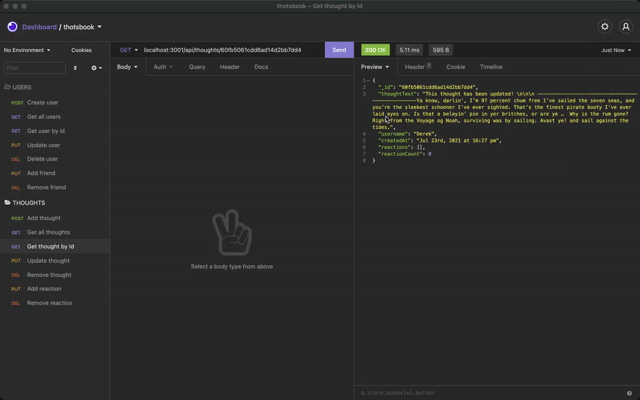 thotsbook – Get thought by id
Dashboard / thotsbook
No Environment Cookies
GET localhost:3001/api/thoughts/60fb5061cdd6ad14d2bb7dd4 Send
200 OK 5.11 ms 595 B Just Now
Filter
Body Auth Query Header Docs
Preview Header 7 Cookie Timeline
USERS
POST Create user
GET Get all users
GET Get user by id
PUT Update user
DEL Delete user
PUT Add friend
DEL Remove friend
THOUGHTS
POST Add thought
GET Get all thoughts
GET Get thought by id
PUT Update thought
DEL Remove thought
PUT Add reaction
DEL Remove reaction
Select a body type from above
1 {
2 "_id": "60fb5061cdd6ad14d2bb7dd4",
3 "thoughtText": "This thought has been updated! \n\n\n
Ya know, darlin', I'm 97 percent chum free I've sailed the seven seas, and
you're the sleekest schooner I've ever sighted. That's the finest pirate booty I've ever
laid eyes on. Is that a belayin' pin in yer britches, or are ye … Why is the rum gone?
Right from the Voyage og Noah, surviving was by sailing. Avast ye! and sail against the
tides.",
4 "username": "Derek",
5 "createdAt": "Jul 23rd, 2021 at 16:27 pm",
6 "reactions": [],
7 "reactionCount": 0
8 }
$.store.books[*].author